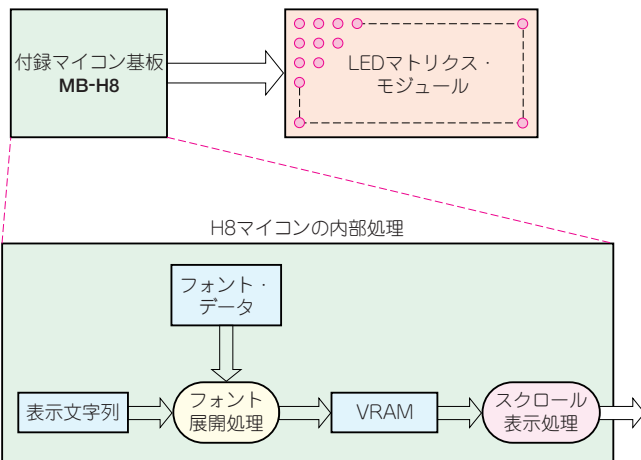 付録マイコン基板
MB-H8
LEDマトリクス・
モジュール
H8マイコンの内部処理
フォント・
データ
表示文字列
フォント
展開処理
VRAM
スクロール
表示処理